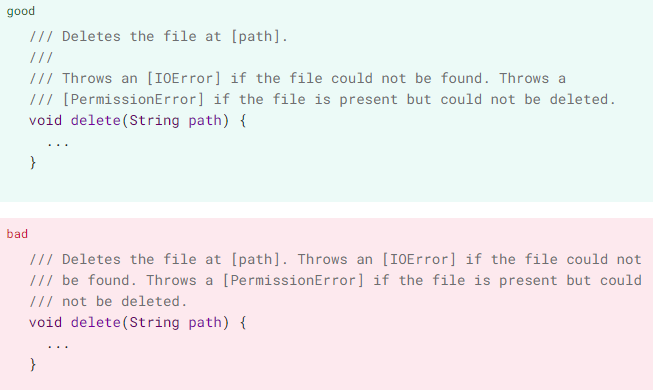 good
/// Deletes the file at [path].
///
/// Throws an [IOError] if the file could not be found. Throws a
/// [PermissionError] if the file is present but could not be deleted.
void delete(String path) {
  ...
}
bad
/// Deletes the file at [path]. Throws an [IOError] if the file could not
/// be found. Throws a [PermissionError] if the file is present but could
/// not be deleted.
void delete(String path) {
  ...
}